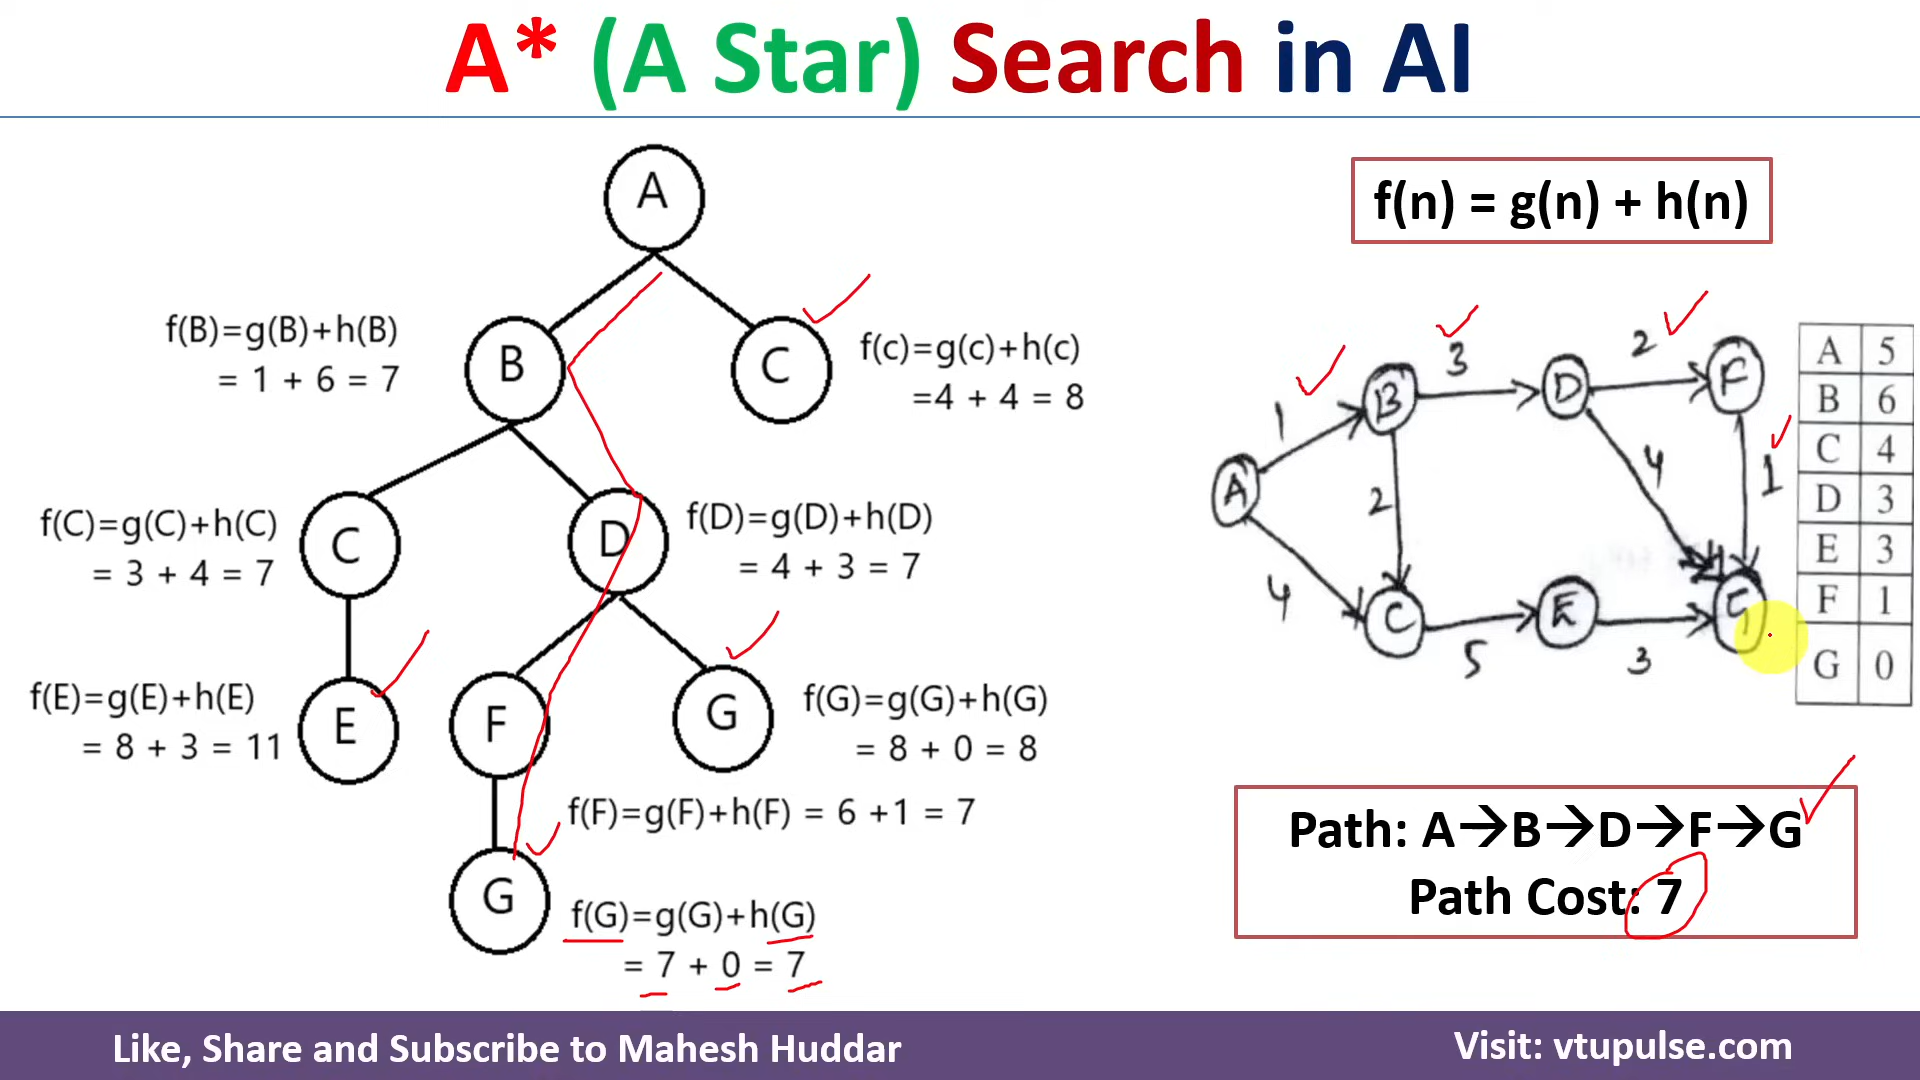 A* (A Star) Search in AI
f(n) = g(n) + h(n)
A
f(B)=g(B)+h(B)
= 1 + 6 = 7
B
C
f(c)=g(c)+h(c)
=4 + 4 = 8
f(C)=g(C)+h(C)
= 3 + 4 = 7
C
D
f(D)=g(D)+h(D)
= 4 + 3 = 7
f(E)=g(E)+h(E)
= 8 + 3 = 11
E
F
G
f(G)=g(G)+h(G)
= 8 + 0 = 8
f(F)=g(F)+h(F) = 6 +1 = 7
G
f(G)=g(G)+h(G)
= 7 + 0 = 7
A
1
B
3
D
2
F
2
4
1
4
C
5
E
3
G
A 5
B 6
C 4
D 3
E 3
F 1
G 0
Path: A→B→D→F→G
Path Cost: 7
Like, Share and Subscribe to Mahesh Huddar
Visit: vtupulse.com